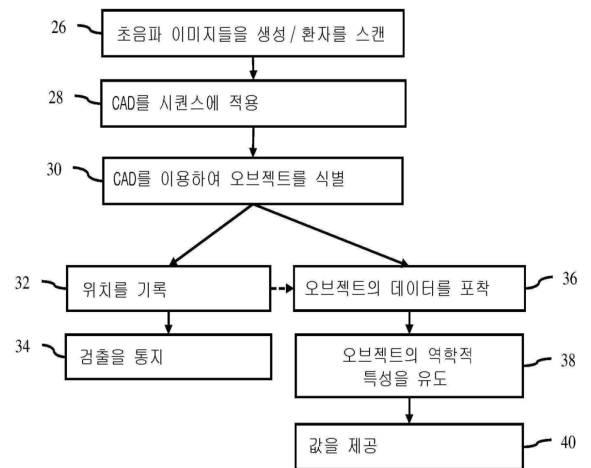 26
초음파 이미지들을 생성/환자를 스캔
28
CAD를 시퀀스에 적용
30
CAD를 이용하여 오브젝트를 식별
32
위치를 기록
오브젝트의 데이터를 포착
36
34
검출을 통지
오브젝트의 역학적
특성을 유도
38
값을 제공
40